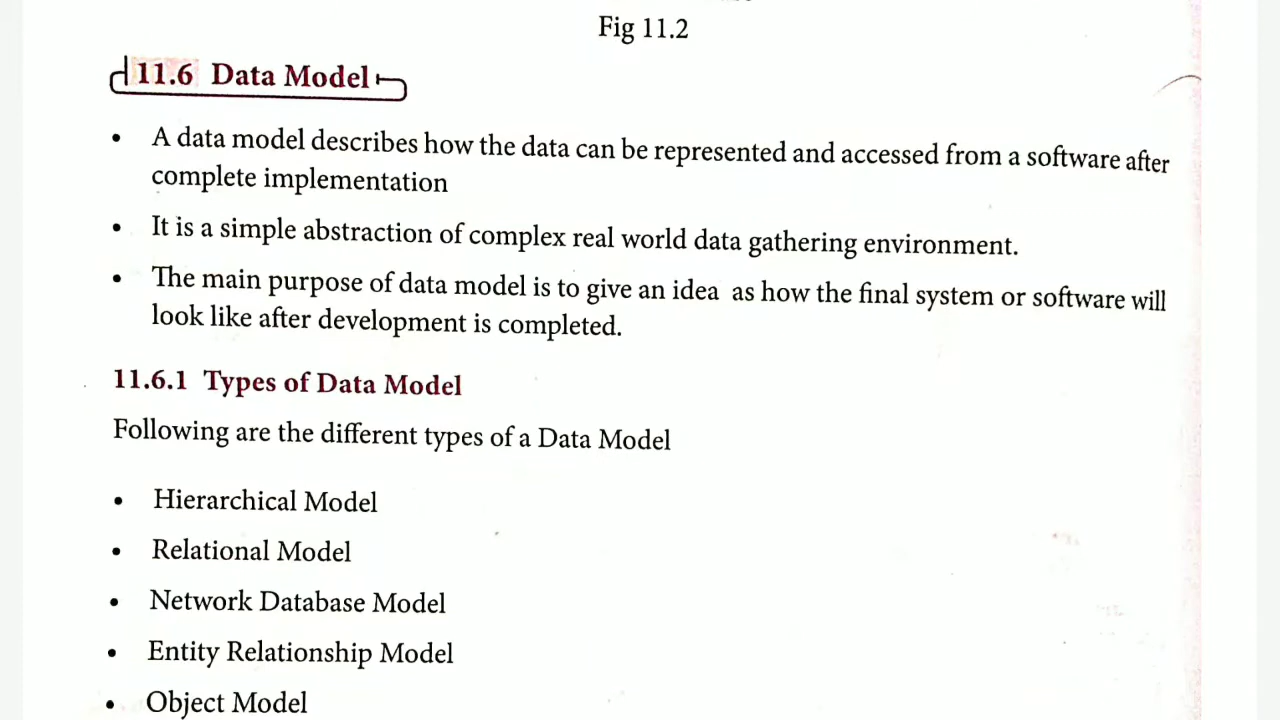 Fig 11.2
11.6 Data Model
• A data model describes how the data can be represented and accessed from a software after
complete implementation
• It is a simple abstraction of complex real world data gathering environment.
• The main purpose of data model is to give an idea as how the final system or software will
look like after development is completed.
11.6.1 Types of Data Model
Following are the different types of a Data Model
• Hierarchical Model
• Relational Model
• Network Database Model
• Entity Relationship Model
• Object Model